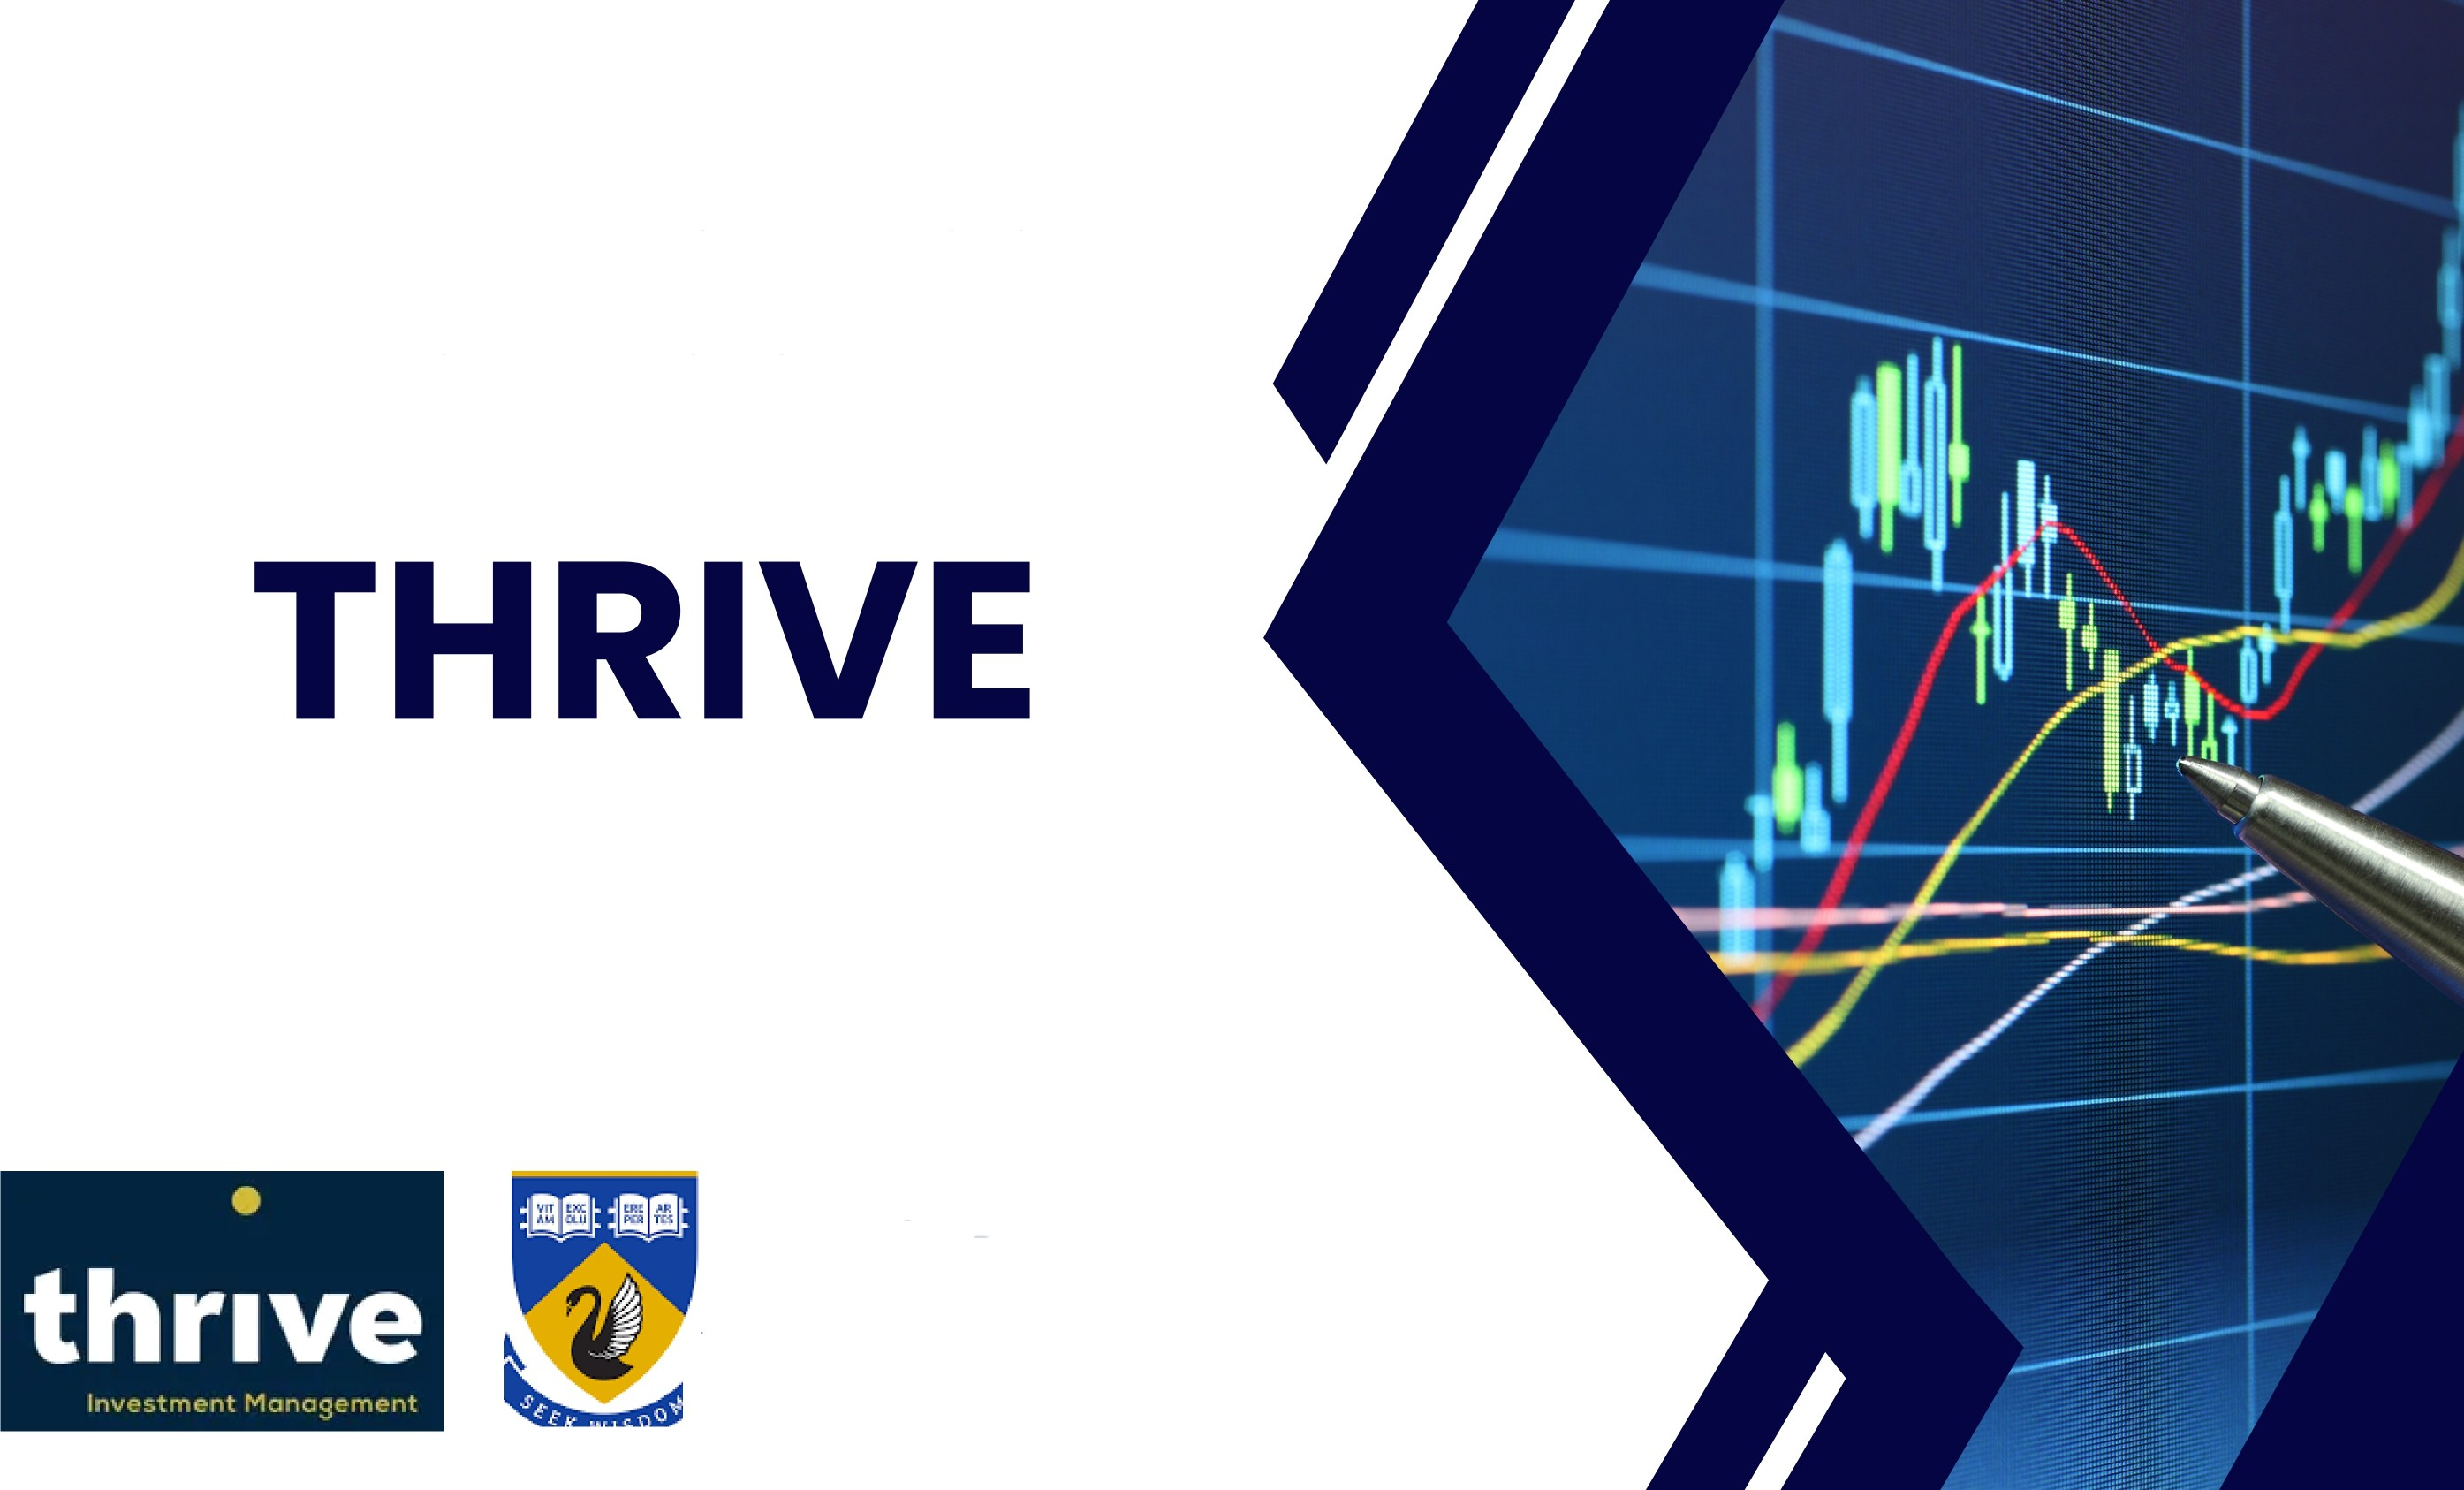 THRIVE
thrive
Investment Management
VIT EXC ERE AR
AM OLU PER TES
SEEK WISDOM